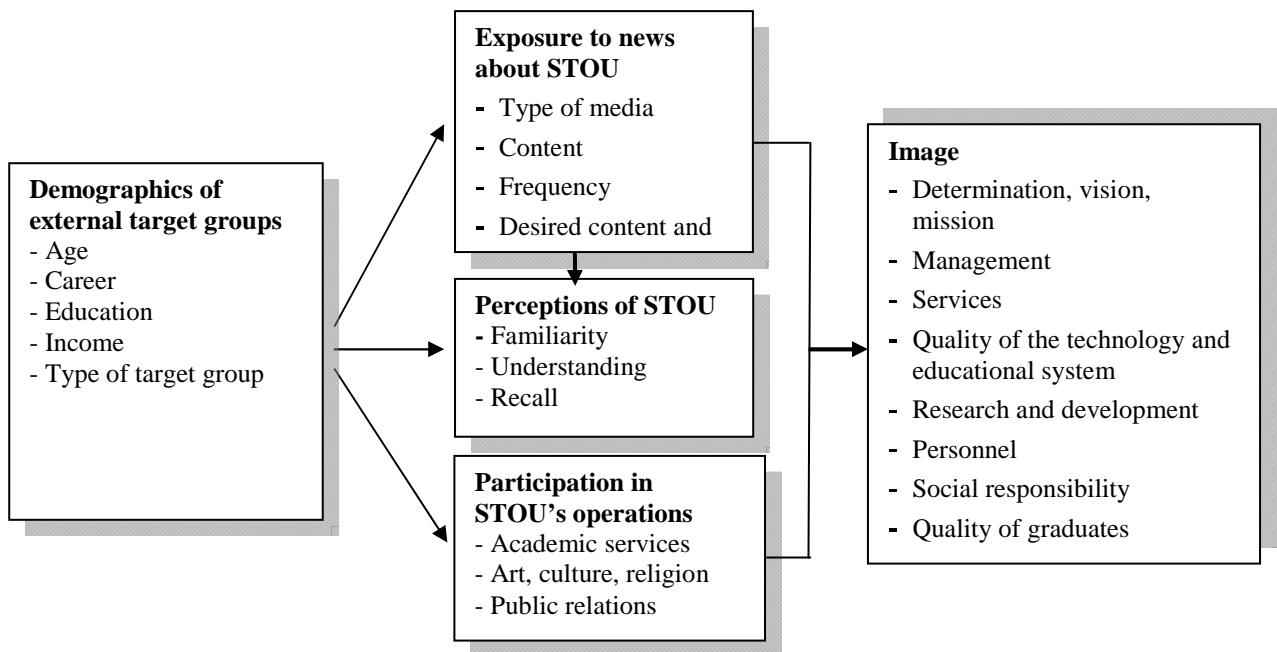 Demographics of
external target groups
- Age
- Career
- Education
- Income
- Type of target group
Exposure to news
about STOU
- Type of media
- Content
- Frequency
- Desired content and
Perceptions of STOU
- Familiarity
- Understanding
- Recall
Participation in
STOU’s operations
- Academic services
- Art, culture, religion
- Public relations
Image
- Determination, vision,
mission
- Management
- Services
- Quality of the technology and
educational system
- Research and development
- Personnel
- Social responsibility
- Quality of graduates